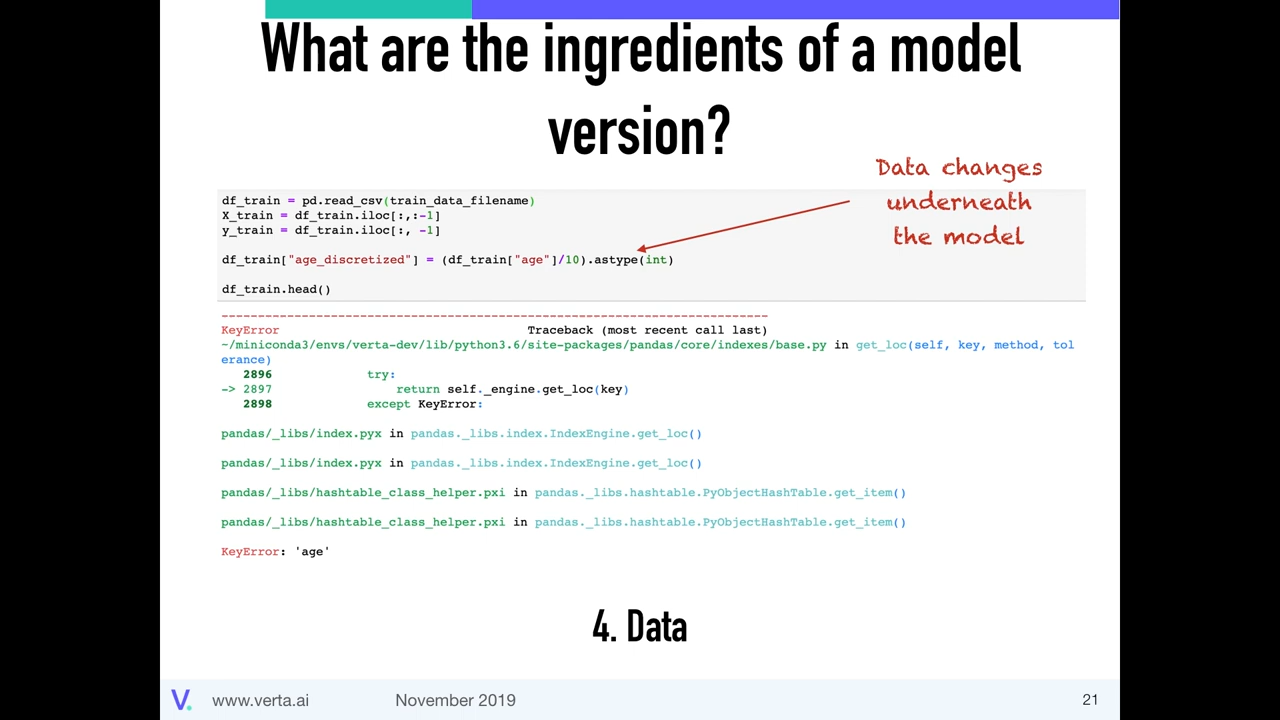 What are the ingredients of a model
version?
Data changes
underneath
the model
df_train = pd.read_csv(train_data_filename)
X_train = df_train.iloc[:,:-1]
y_train = df_train.iloc[:, -1]
df_train["age_discretized"] = (df_train["age"]/10).astype(int)
df_train.head()
---------------------------------------------------------------------------
KeyError                                  Traceback (most recent call last)
~/miniconda3/envs/verta-dev/lib/python3.6/site-packages/pandas/core/indexes/base.py in get_loc(self, key, method, tol
erance)
   2896             try:
-> 2897                 return self._engine.get_loc(key)
   2898             except KeyError:
pandas/_libs/index.pyx in pandas._libs.index.IndexEngine.get_loc()
pandas/_libs/index.pyx in pandas._libs.index.IndexEngine.get_loc()
pandas/_libs/hashtable_class_helper.pxi in pandas._libs.hashtable.PyObjectHashTable.get_item()
pandas/_libs/hashtable_class_helper.pxi in pandas._libs.hashtable.PyObjectHashTable.get_item()
KeyError: 'age'
4. Data
V. www.verta.ai November 2019 21